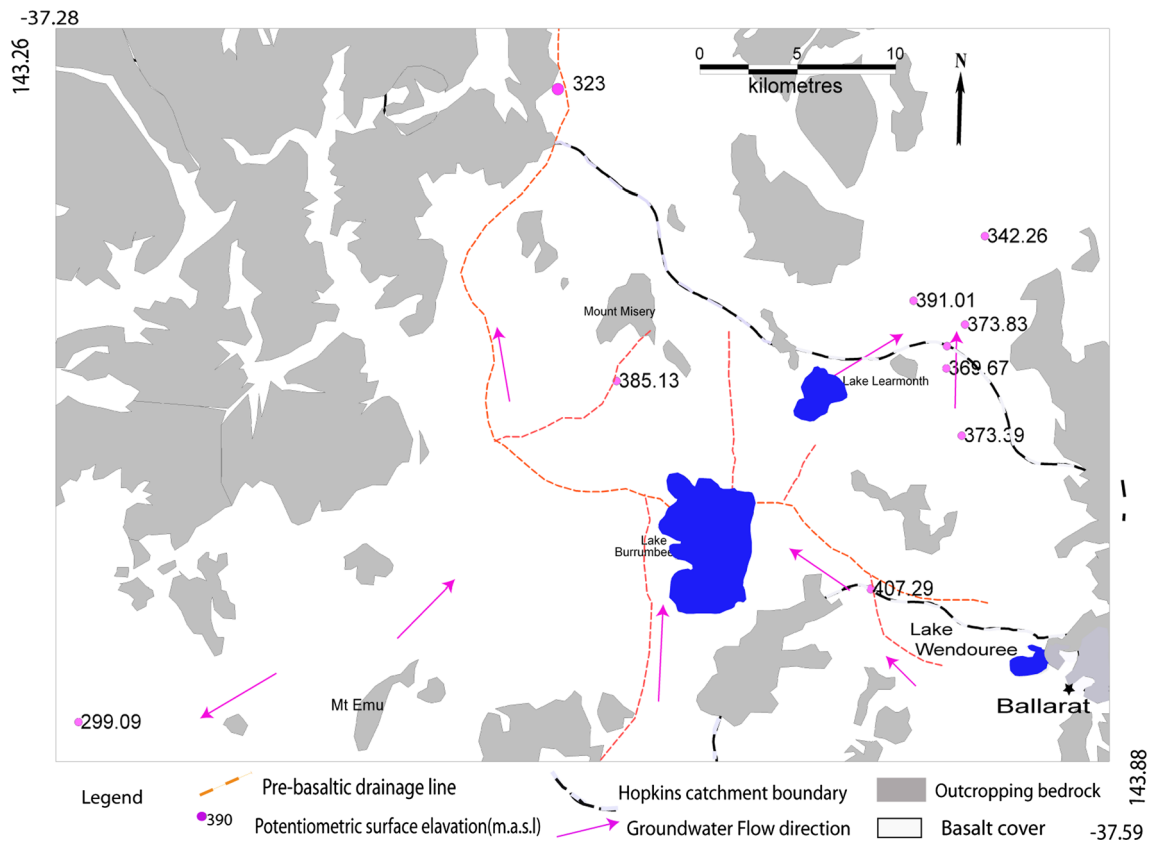 -37.28
143.26
0 5 10
kilometres
N
323
342.26
391.01
373.83
369.67
373.39
Mount Misery
385.13
Lake Learmonth
Lake
Burrumbee
407.29
Lake
Wendouree
Ballarat
Mt Emu
299.09
143.88
-37.59
Legend
Pre-basaltic drainage line
390
Potentiometric surface elavation(m.a.s.l)
Hopkins catchment boundary
Groundwater Flow direction
Outcropping bedrock
Basalt cover